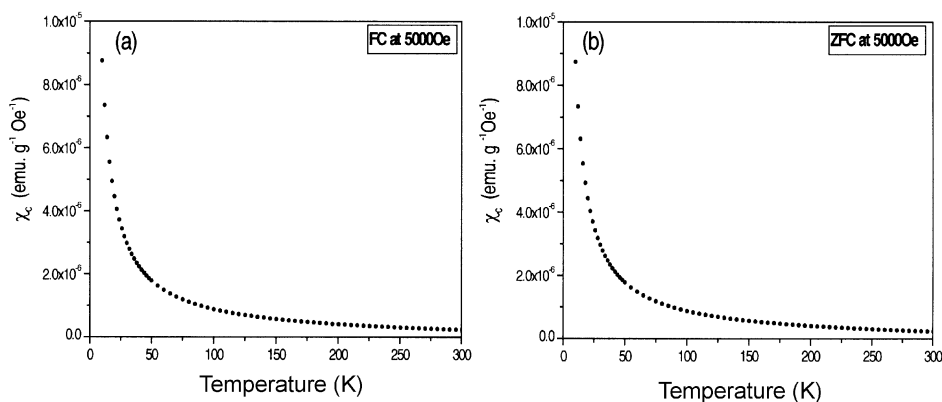 (a)
FC at 5000Oe
1.0x10⁻⁵
8.0x10⁻⁶
6.0x10⁻⁶
4.0x10⁻⁶
2.0x10⁻⁶
0.0
χc (emu. g⁻¹ Oe⁻¹)
0 50 100 150 200 250 300
Temperature (K)
(b)
ZFC at 5000Oe
1.0x10⁻⁵
8.0x10⁻⁶
6.0x10⁻⁶
4.0x10⁻⁶
2.0x10⁻⁶
0.0
χc (emu. g⁻¹Oe⁻¹)
0 50 100 150 200 250 300
Temperature (K)